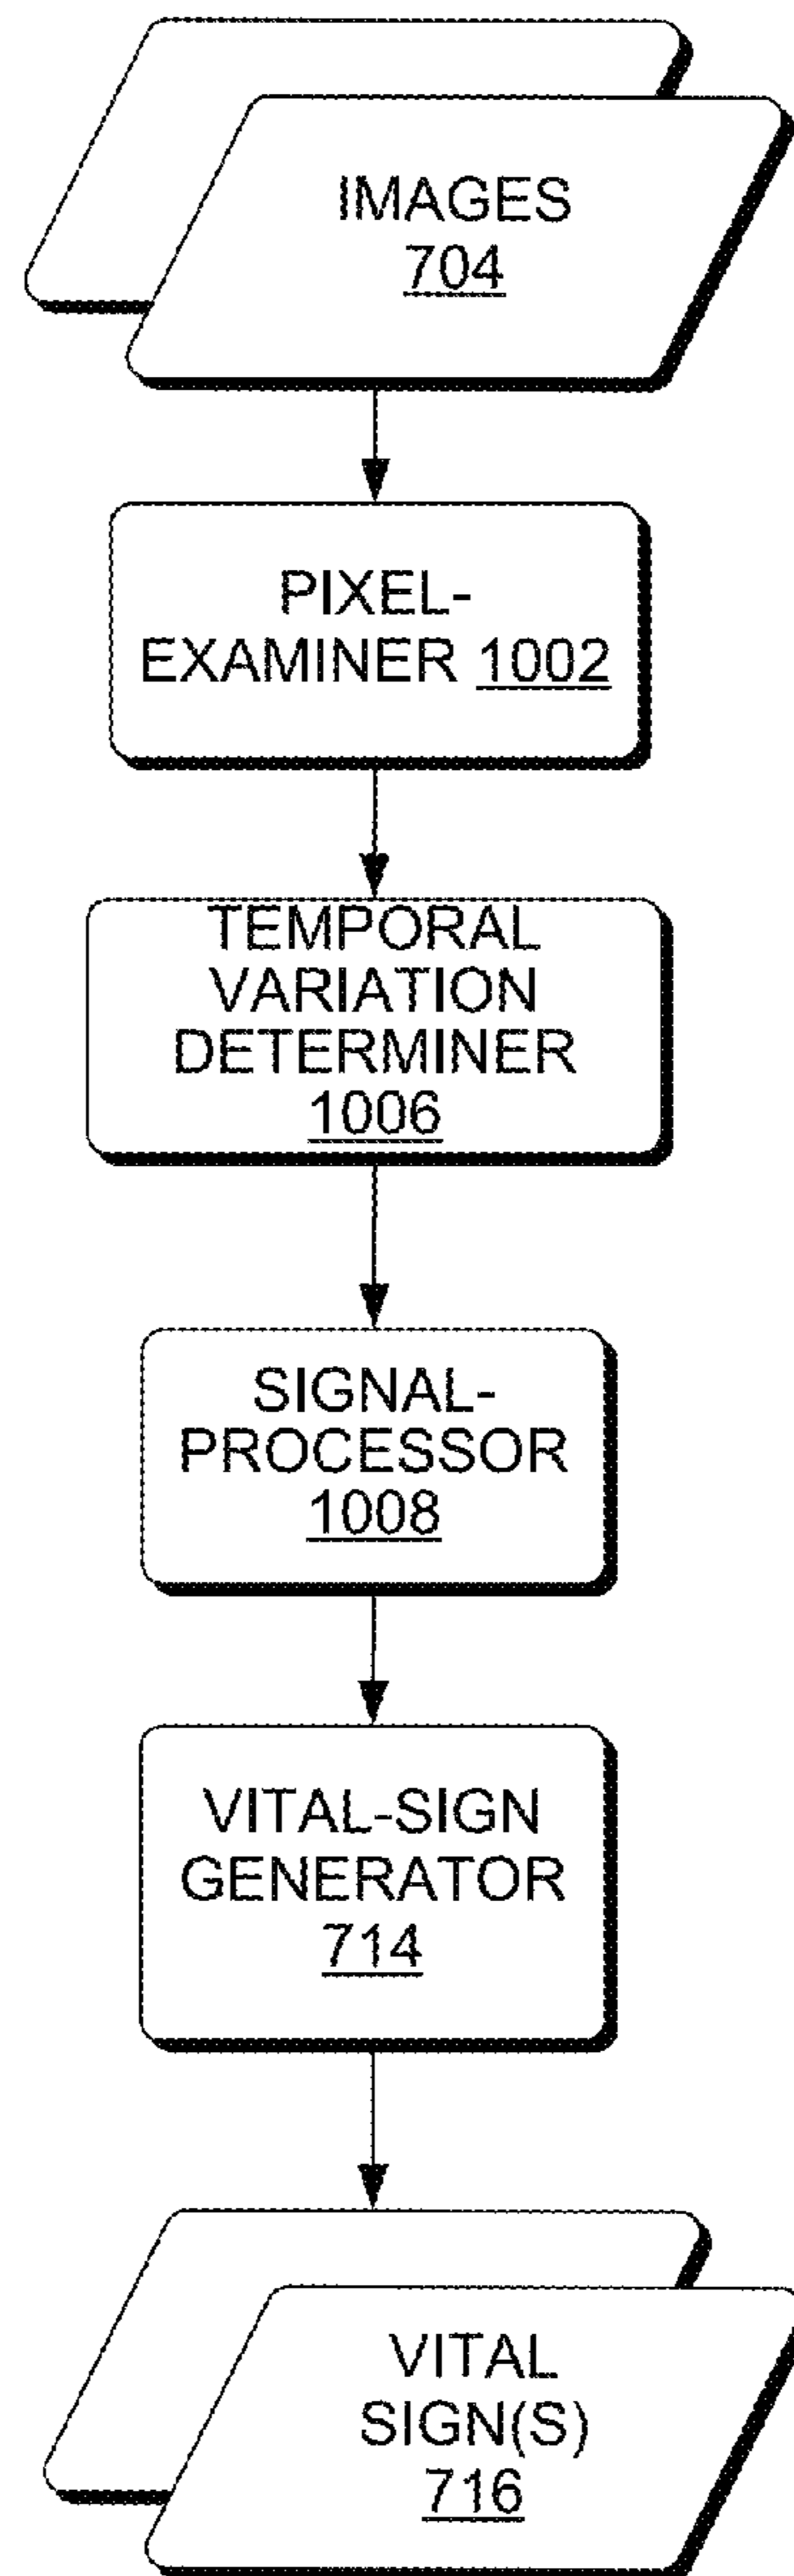 IMAGES
704
PIXEL-
EXAMINER 1002
TEMPORAL
VARIATION
DETERMINER
1006
SIGNAL-
PROCESSOR
1008
VITAL-SIGN
GENERATOR
714
VITAL
SIGN(S)
716